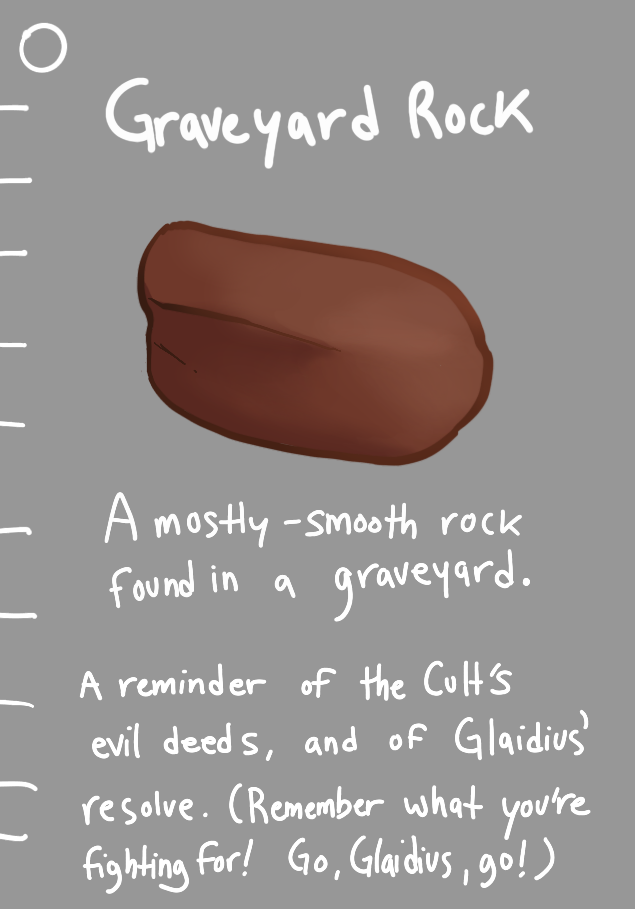 Graveyard Rock
A mostly-smooth rock
found in a graveyard.
A reminder of the Cult's
evil deeds, and of Glaidius'
resolve. (Remember what you're
fighting for! Go, Glaidius, go!)